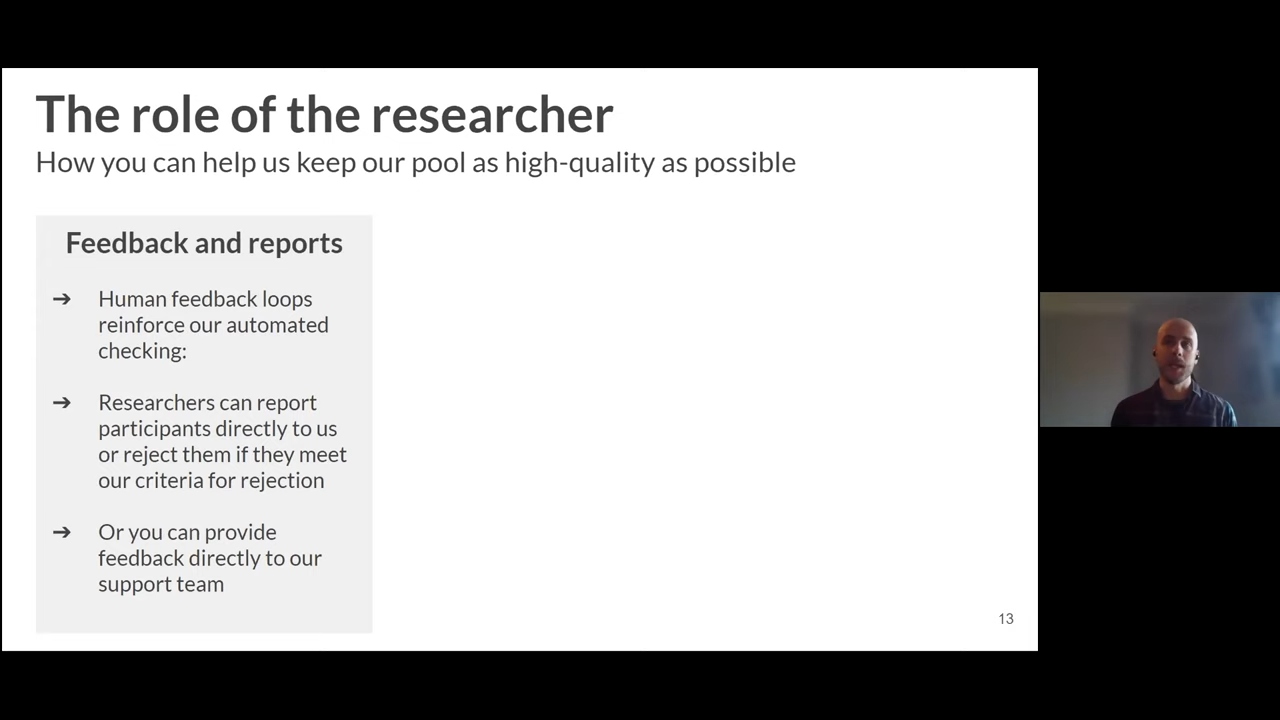 The role of the researcher
How you can help us keep our pool as high-quality as possible
Feedback and reports
➔ Human feedback loops
reinforce our automated
checking:
➔ Researchers can report
participants directly to us
or reject them if they meet
our criteria for rejection
➔ Or you can provide
feedback directly to our
support team
13